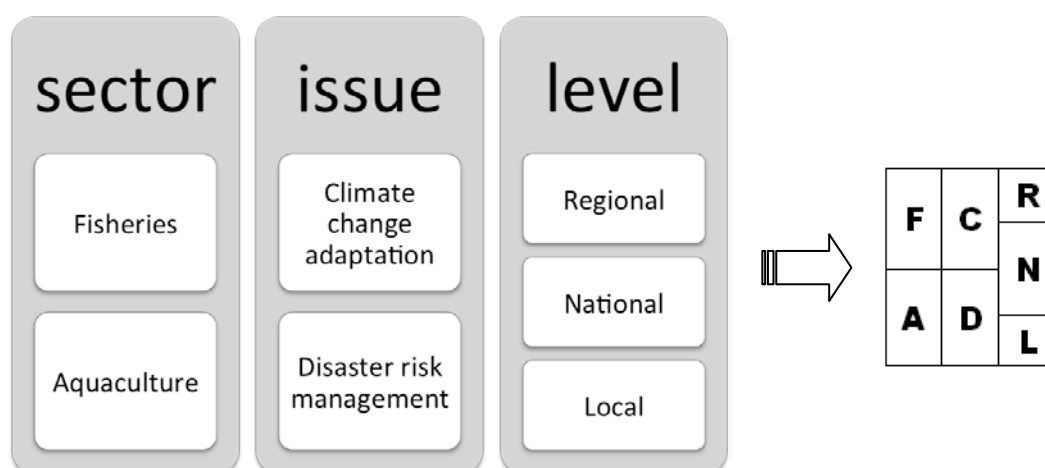 sector
Fisheries
Aquaculture
issue
Climate
change
adaptation
Disaster risk
management
level
Regional
National
Local
F C R
N
A D
L